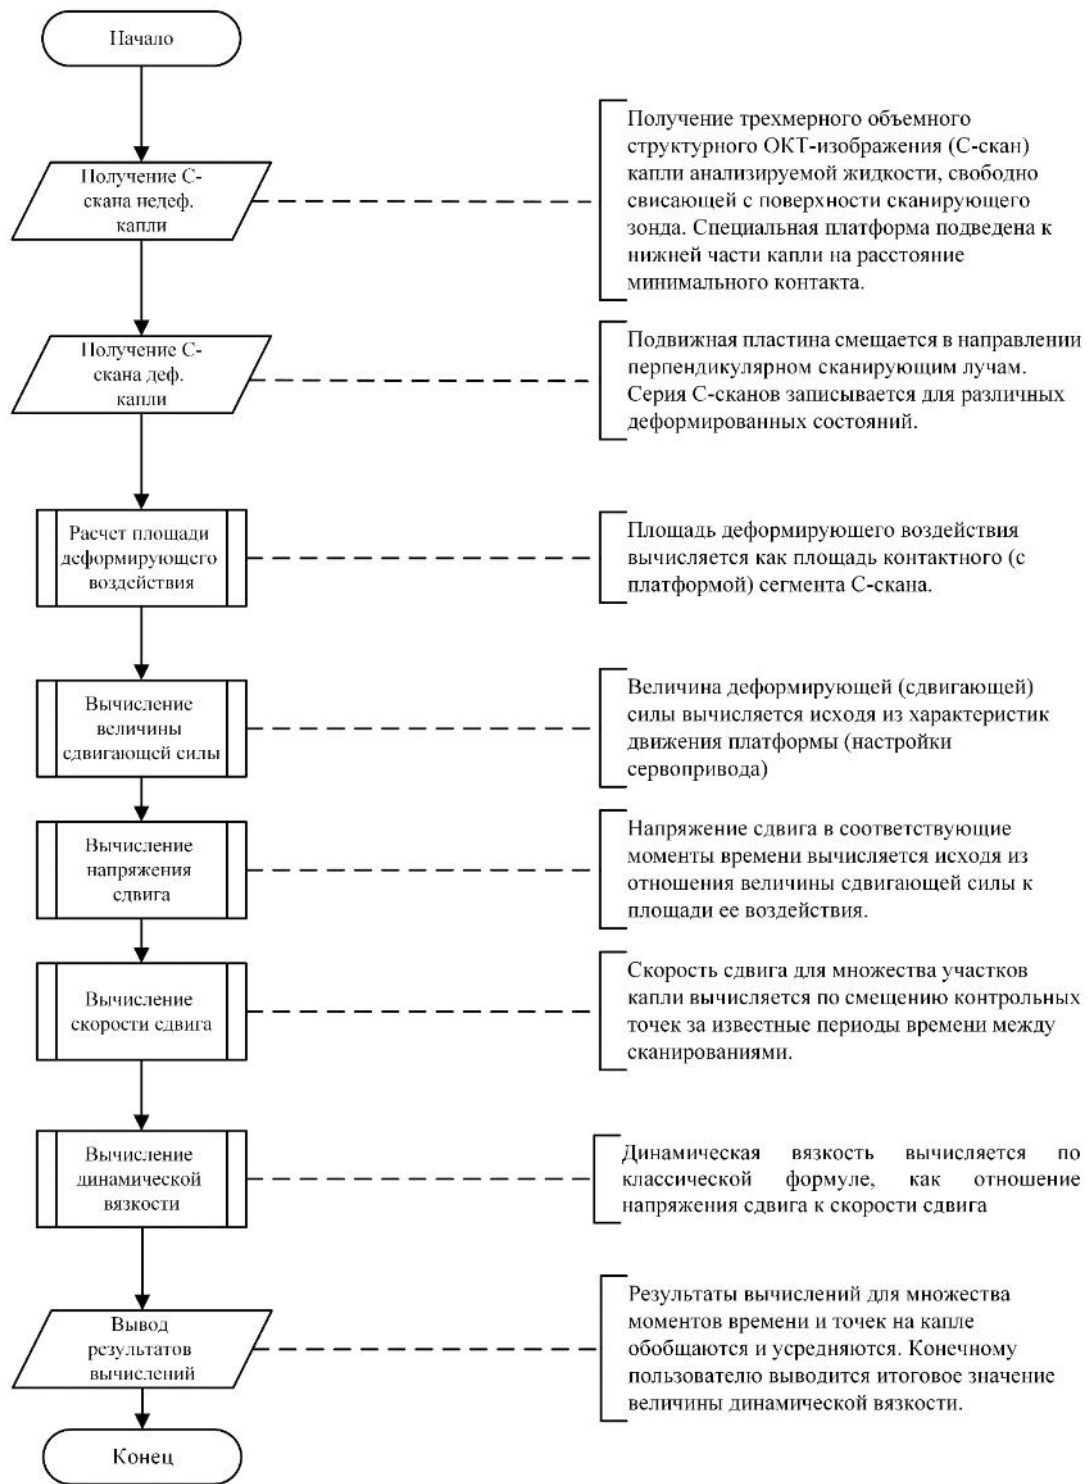 Начало
Получение С-
скана недеф.
капли
Получение трехмерного объемного
структурного ОКТ-изображения (С-скан)
капли анализируемой жидкости, свободно
свисающей с поверхности сканирующего
зонда. Специальная платформа подведена к
нижней части капли на расстояние
минимального контакта.
Получение С-
скана деф.
капли
Подвижная пластина смещается в направлении
перпендикулярном сканирующим лучам.
Серия С-сканов записывается для различных
деформированных состояний.
Расчет площади
деформирующего
воздействия
Площадь деформирующего воздействия
вычисляется как площадь контактного (с
платформой) сегмента С-скана.
Вычисление
величины
сдвигающей силы
Величина деформирующей (сдвигающей)
силы вычисляется исходя из характеристик
движения платформы (настройки
сервопривода)
Вычисление
напряжения
сдвига
Напряжение сдвига в соответствующие
моменты времени вычисляется исходя из
отношения величины сдвигающей силы к
площади ее воздействия.
Вычисление
скорости сдвига
Скорость сдвига для множества участков
капли вычисляется по смещению контрольных
точек за известные периоды времени между
сканированиями.
Вычисление
динамической
вязкости
Динамическая вязкость вычисляется по
классической формуле, как отношение
напряжения сдвига к скорости сдвига
Вывод
результатов
вычислений
Результаты вычислений для множества
моментов времени и точек на капле
обобщаются и усредняются. Конечному
пользователю выводится итоговое значение
величины динамической вязкости.
Конец